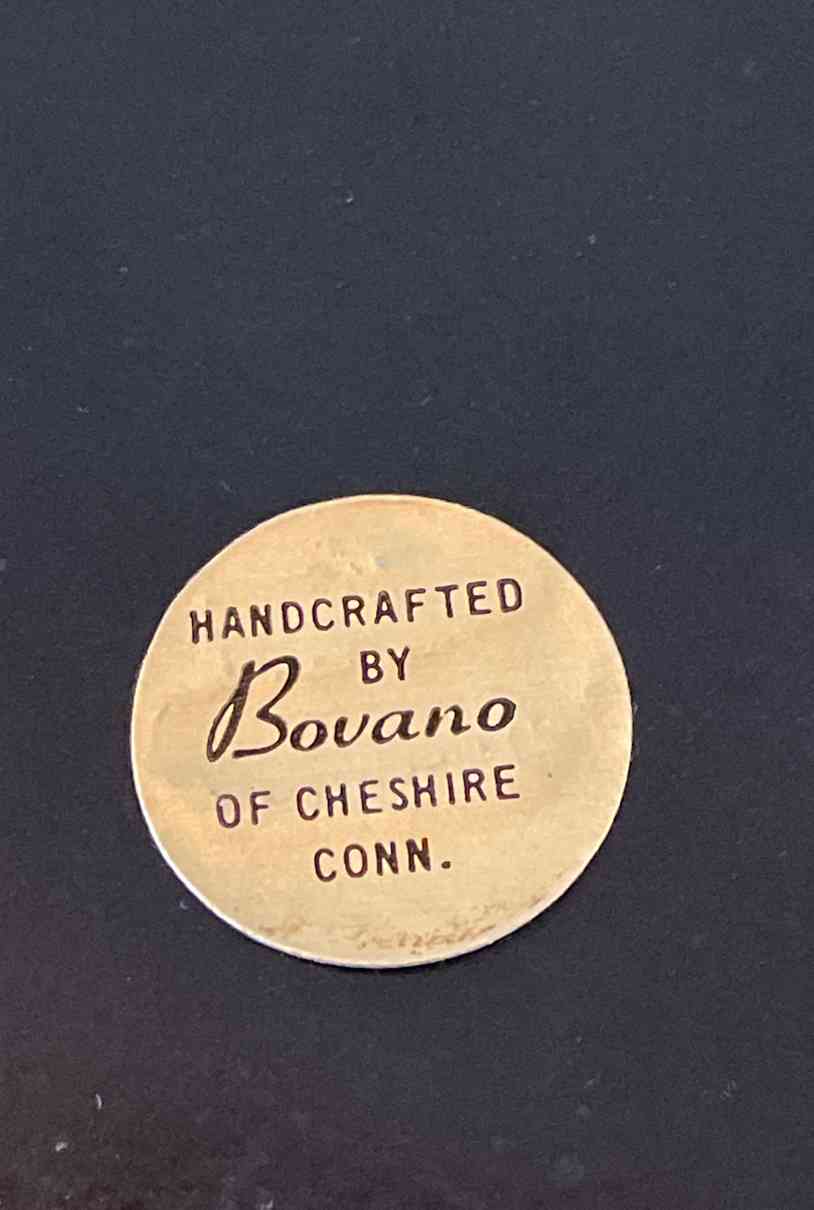 HANDCRAFTED
BY
Bovano
OF CHESHIRE
CONN.